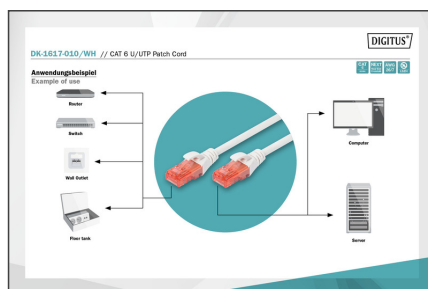 DIGITUS®
DK-1617-010/WH // CAT 6 U/UTP Patch Cord
Anwendungsbeispiel
Example of use
CAT
Router
Switch
Wall Outlet
Floor tank
Computer
Server